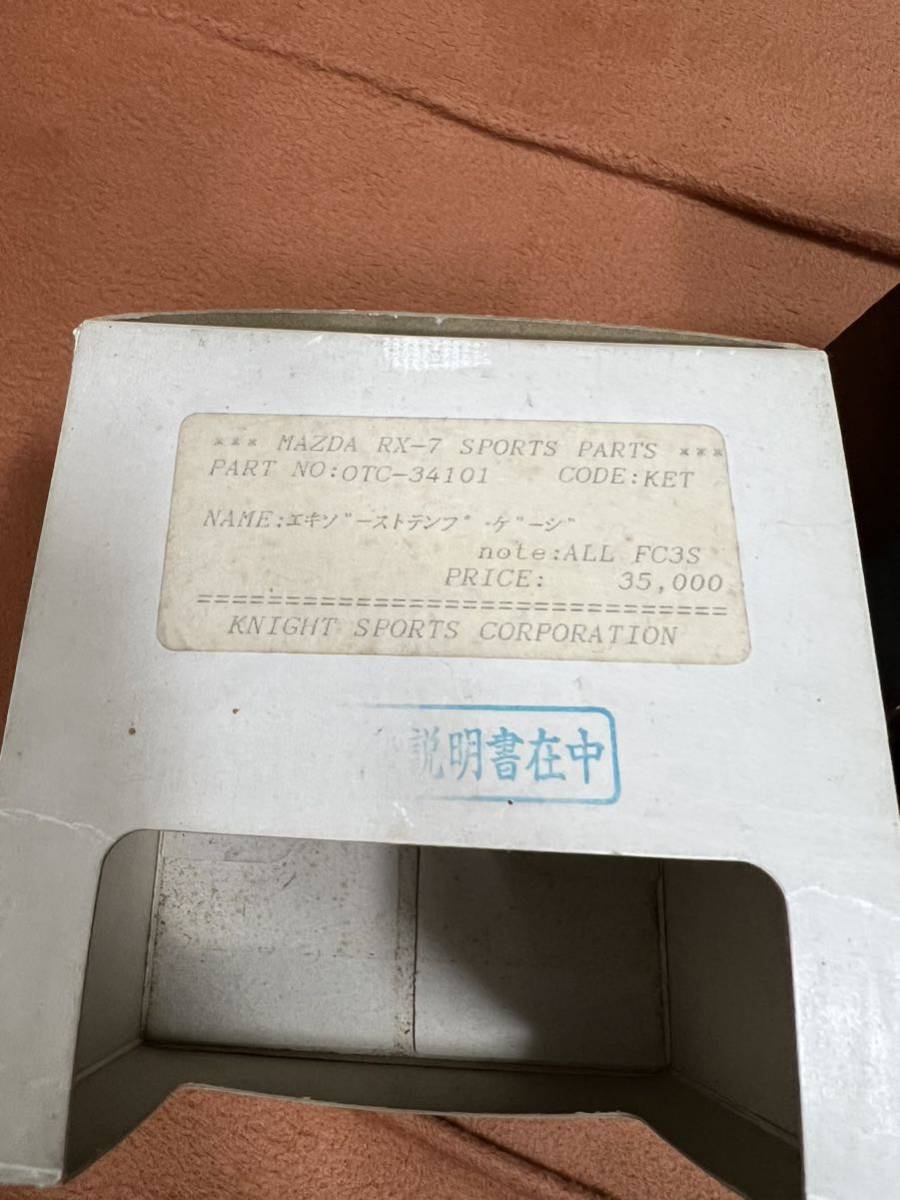 *** MAZDA RX-7 SPORTS PARTS ***
PART NO:OTC-34101 CODE:KET
NAME:エキゾーストテンプ・ゲージ
note:ALL FC3S
PRICE: 35,000
==============================
KNIGHT SPORTS CORPORATION
説明書在中